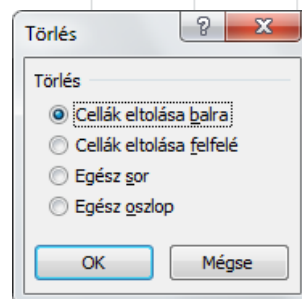 Törlés
Törlés
Cellák eltolása balra
Cellák eltolása felfelé
Egész sor
Egész oszlop
OK Mégse